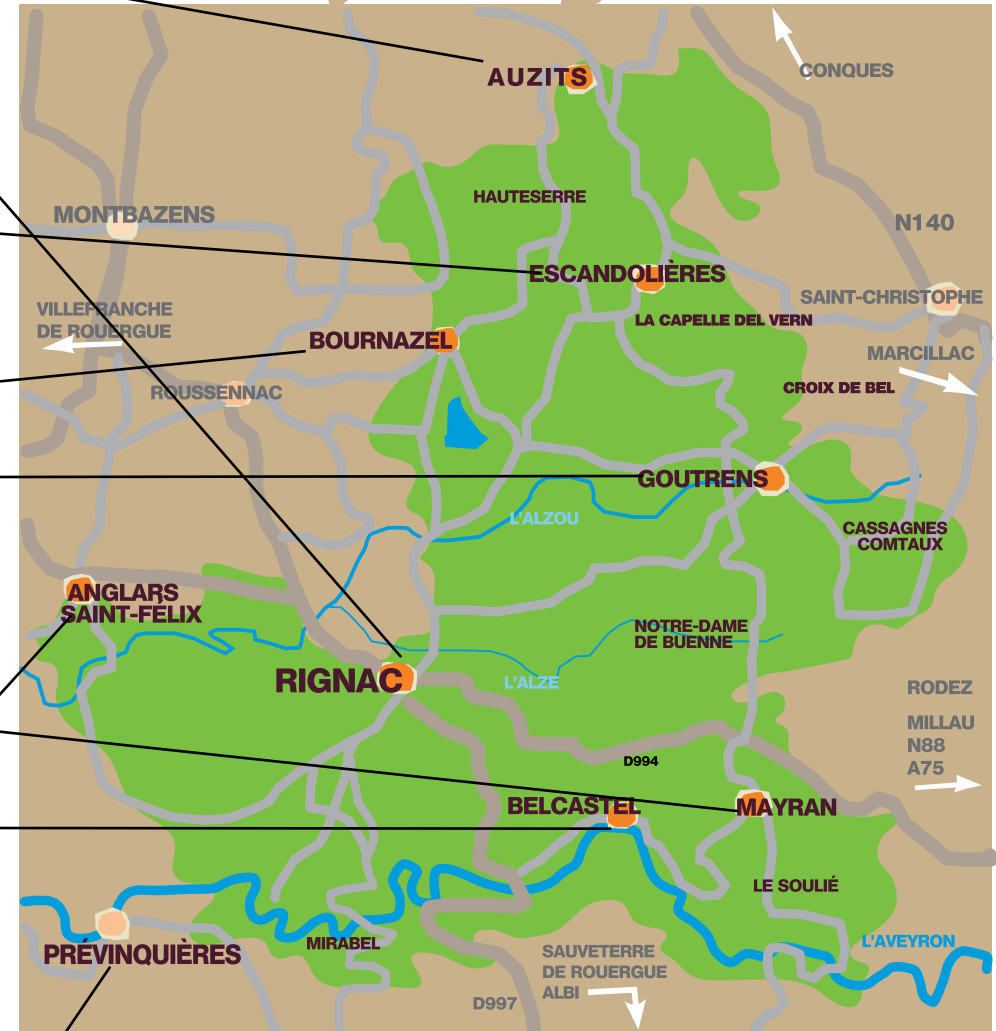 AUZITS
CONQUES
HAUTESERRE
MONTBAZENS
N140
ESCANDOLIÈRES
SAINT-CHRISTOPHE
VILLEFRANCHE
DE ROUERGUE
LA CAPELLE DEL VERN
BOURNAZEL
MARCILLAC
ROUSSENNAC
CROIX DE BEL
GOUTRENS
L'ALZOU
CASSAGNES
COMTAUX
ANGLARS
SAINT-FÉLIX
NOTRE-DAME
DE BUENNE
RIGNAC
L'ALZE
RODEZ
MILLAU
N88
A75
D994
BELCASTEL
MAYRAN
LE SOULIÉ
MIRABEL
L'AVEYRON
PRÉVINQUIÈRES
SAUVETERRE
DE ROUERGUE
ALBI
D997